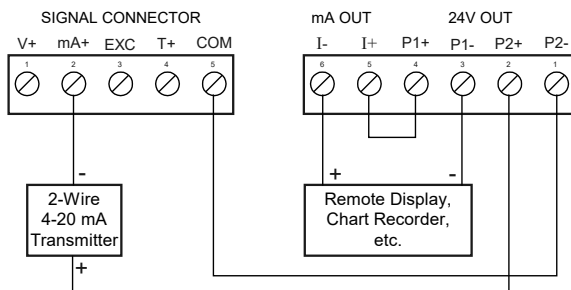 SIGNAL CONNECTOR
V+ mA+ EXC T+ COM
1 2 3 4 5
-
2-Wire
4-20 mA
Transmitter
+
mA OUT 24V OUT
I- I+ P1+ P1- P2+ P2-
6 5 4 3 2 1
+ -
Remote Display,
Chart Recorder,
etc.